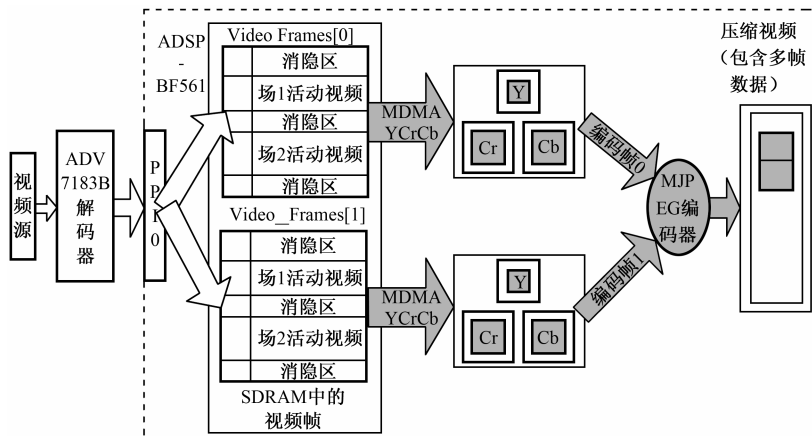 ADSP
-
BF561
视
频
源
ADV
7183B
解
码
器
P
P
I
0
Video Frames[0]
消隐区
场1活动视频
消隐区
场2活动视频
消隐区
Video__Frames[1]
消隐区
场1活动视频
消隐区
场2活动视频
消隐区
SDRAM中的
视频帧
MDMA
YCrCb
MDMA
YCrCb
Y
Cr
Cb
Y
Cr
Cb
编码帧0
编码帧1
MJP
EG编
码器
压缩视频
（包含多帧
数据）